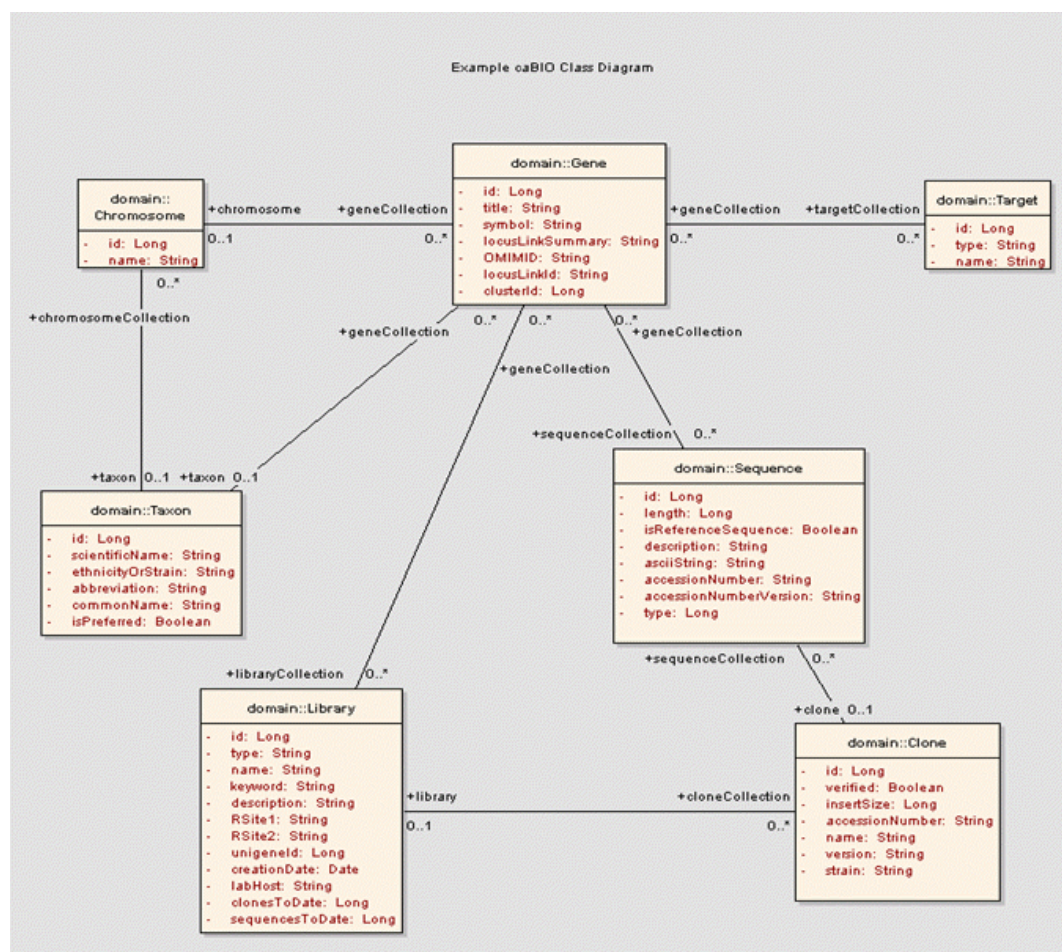 Example caBIO Class Diagram
domain::Gene
- id: Long
- title: String
- symbol: String
- locusLinkSummary: String
- OMIMID: String
- locusLinkId: String
- clusterId: Long
domain::
Chromosome
- id: Long
- name: String
+chromosome
0..1
+geneCollection
0..*
+geneCollection
0..*
+targetCollection
0..*
domain::Target
- id: Long
- type: String
- name: String
0..*
+chromosomeCollection
0..*
+geneCollection
0..*
+geneCollection
0..*
+geneCollection
+sequenceCollection 0..*
+taxon 0..1
+taxon 0..1
domain::Taxon
- id: Long
- scientificName: String
- ethnicityOrStrain: String
- abbreviation: String
- commonName: String
- isPreferred: Boolean
domain::Sequence
- id: Long
- length: Long
- isReferenceSequence: Boolean
- description: String
- asciiString: String
- accessionNumber: String
- accessionNumberVersion: String
- type: Long
+sequenceCollection 0..*
+libraryCollection 0..*
+clone 0..1
domain::Library
- id: Long
- type: String
- name: String
- keyword: String
- description: String
- RSite1: String
- RSite2: String
- unigeneId: Long
- creationDate: Date
- labHost: String
- clonesToDate: Long
- sequencesToDate: Long
+library
0..1
+cloneCollection
0..*
domain::Clone
- id: Long
- verified: Boolean
- insertSize: Long
- accessionNumber: String
- name: String
- version: String
- strain: String